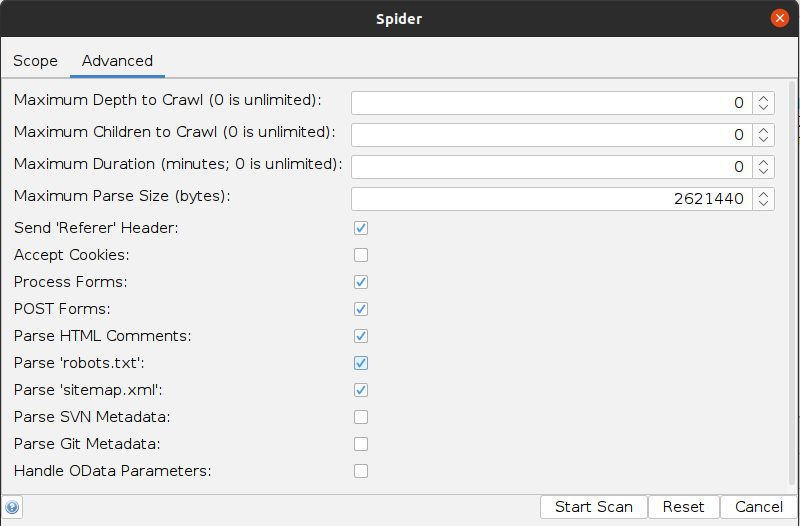 Spider
Scope Advanced
Maximum Depth to Crawl (0 is unlimited): 0
Maximum Children to Crawl (0 is unlimited): 0
Maximum Duration (minutes; 0 is unlimited): 0
Maximum Parse Size (bytes): 2621440
Send 'Referer' Header:
Accept Cookies:
Process Forms:
POST Forms:
Parse HTML Comments:
Parse 'robots.txt':
Parse 'sitemap.xml':
Parse SVN Metadata:
Parse Git Metadata:
Handle OData Parameters:
Start Scan Reset Cancel